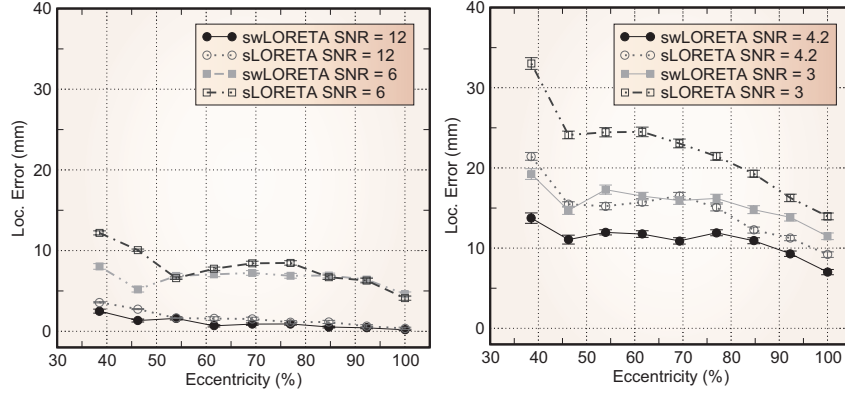 40
30
20
10
0
Loc. Error (mm)
swLORETA SNR = 12
sLORETA SNR = 12
swLORETA SNR = 6
sLORETA SNR = 6
30 40 50 60 70 80 90 100
Eccentricity (%)
40
30
20
10
0
Loc. Error (mm)
swLORETA SNR = 4.2
sLORETA SNR = 4.2
swLORETA SNR = 3
sLORETA SNR = 3
30 40 50 60 70 80 90 100
Eccentricity (%)